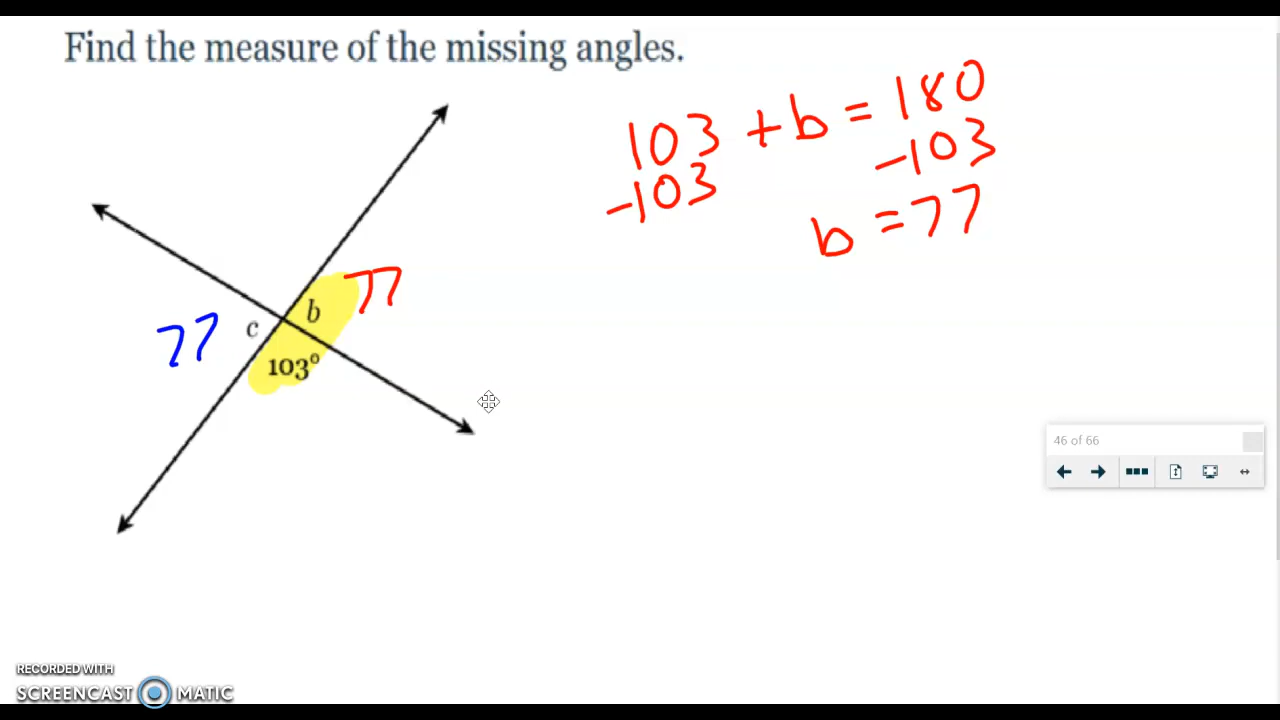 Find the measure of the missing angles.
103 + b = 180
-103 -103
b = 77
77
b
c
77
103°
46 of 66
RECORDED WITH
SCREENCAST MATIC